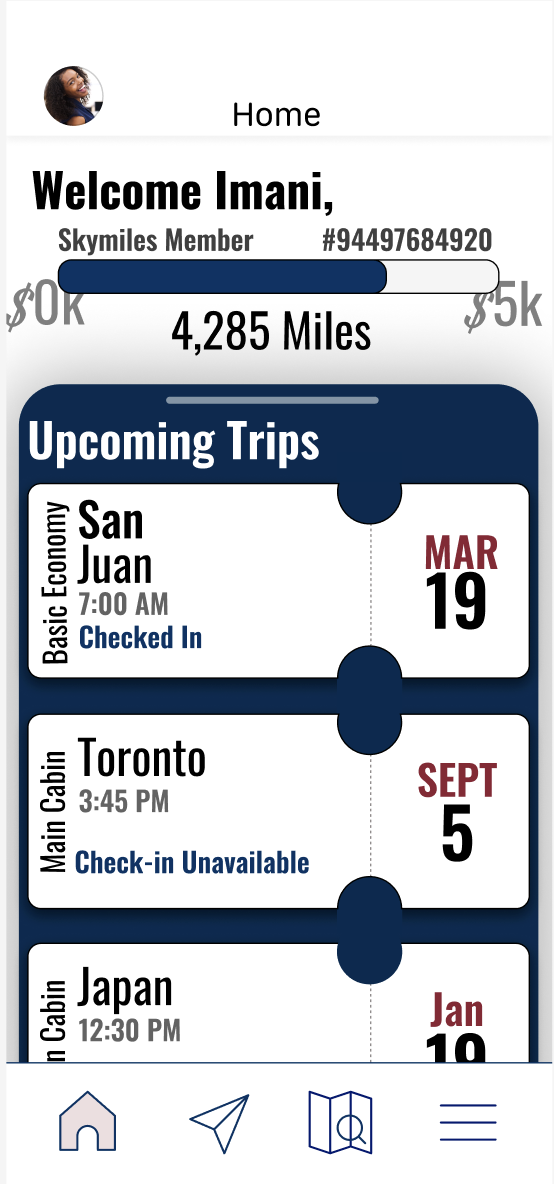 Home
Welcome Imani,
Skymiles Member #94497684920
$0k $5k
4,285 Miles
Upcoming Trips
Basic Economy
San
Juan
7:00 AM
Checked In
MAR
19
Main Cabin
Toronto
3:45 PM
Check-in Unavailable
SEPT
5
n Cabin
Japan
12:30 PM
Jan
19